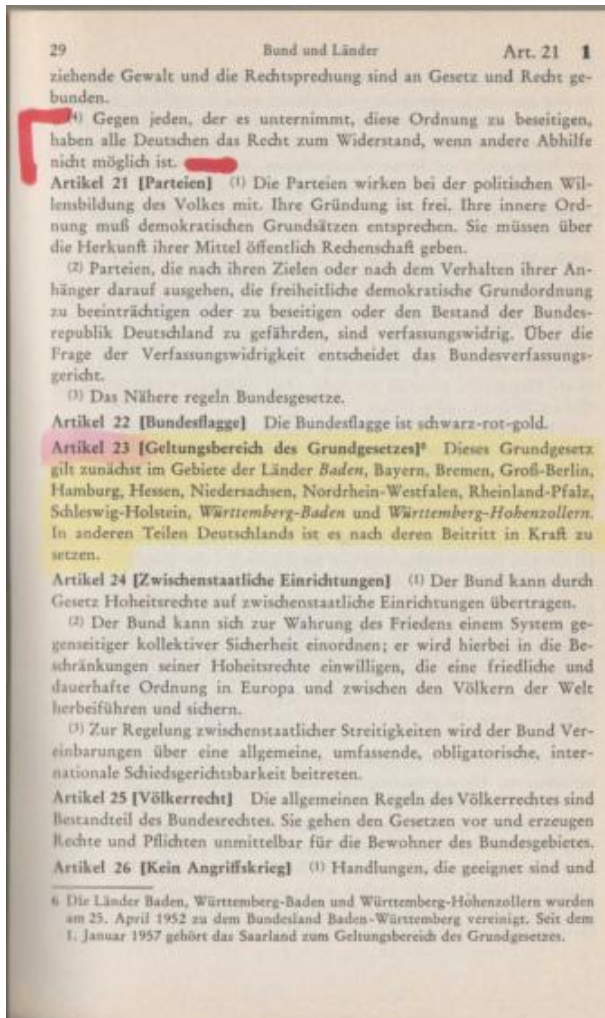 29 Bund und Länder Art. 21 1
ziehende Gewalt und die Rechtsprechung sind an Gesetz und Recht ge-
bunden.
(4) Gegen jeden, der es unternimmt, diese Ordnung zu beseitigen,
haben alle Deutschen das Recht zum Widerstand, wenn andere Abhilfe
nicht möglich ist.
Artikel 21 [Parteien] (1) Die Parteien wirken bei der politischen Wil-
lensbildung des Volkes mit. Ihre Gründung ist frei. Ihre innere Ord-
nung muß demokratischen Grundsätzen entsprechen. Sie müssen über
die Herkunft ihrer Mittel öffentlich Rechenschaft geben.
(2) Parteien, die nach ihren Zielen oder nach dem Verhalten ihrer An-
hänger darauf ausgehen, die freiheitliche demokratische Grundordnung
zu beeinträchtigen oder zu beseitigen oder den Bestand der Bundes-
republik Deutschland zu gefährden, sind verfassungswidrig. Über die
Frage der Verfassungswidrigkeit entscheidet das Bundesverfassungs-
gericht.
(3) Das Nähere regeln Bundesgesetze.
Artikel 22 [Bundesflagge] Die Bundesflagge ist schwarz-rot-gold.
Artikel 23 [Geltungsbereich des Grundgesetzes]⁶ Dieses Grundgesetz
gilt zunächst im Gebiete der Länder Baden, Bayern, Bremen, Groß-Berlin,
Hamburg, Hessen, Niedersachsen, Nordrhein-Westfalen, Rheinland-Pfalz,
Schleswig-Holstein, Württemberg-Baden und Württemberg-Hohenzollern.
In anderen Teilen Deutschlands ist es nach deren Beitritt in Kraft zu
setzen.
Artikel 24 [Zwischenstaatliche Einrichtungen] (1) Der Bund kann durch
Gesetz Hoheitsrechte auf zwischenstaatliche Einrichtungen übertragen.
(2) Der Bund kann sich zur Wahrung des Friedens einem System ge-
genseitiger kollektiver Sicherheit einordnen; er wird hierbei in die Be-
schränkungen seiner Hoheitsrechte einwilligen, die eine friedliche und
dauerhafte Ordnung in Europa und zwischen den Völkern der Welt
herbeiführen und sichern.
(3) Zur Regelung zwischenstaatlicher Streitigkeiten wird der Bund Ver-
einbarungen über eine allgemeine, umfassende, obligatorische, inter-
nationale Schiedsgerichtsbarkeit beitreten.
Artikel 25 [Völkerrecht] Die allgemeinen Regeln des Völkerrechtes sind
Bestandteil des Bundesrechtes. Sie gehen den Gesetzen vor und erzeugen
Rechte und Pflichten unmittelbar für die Bewohner des Bundesgebietes.
Artikel 26 [Kein Angriffskrieg] (1) Handlungen, die geeignet sind und
6 Die Länder Baden, Württemberg-Baden und Württemberg-Hohenzollern wurden
am 25. April 1952 zu dem Bundesland Baden-Württemberg vereinigt. Seit dem
1. Januar 1957 gehört das Saarland zum Geltungsbereich des Grundgesetzes.